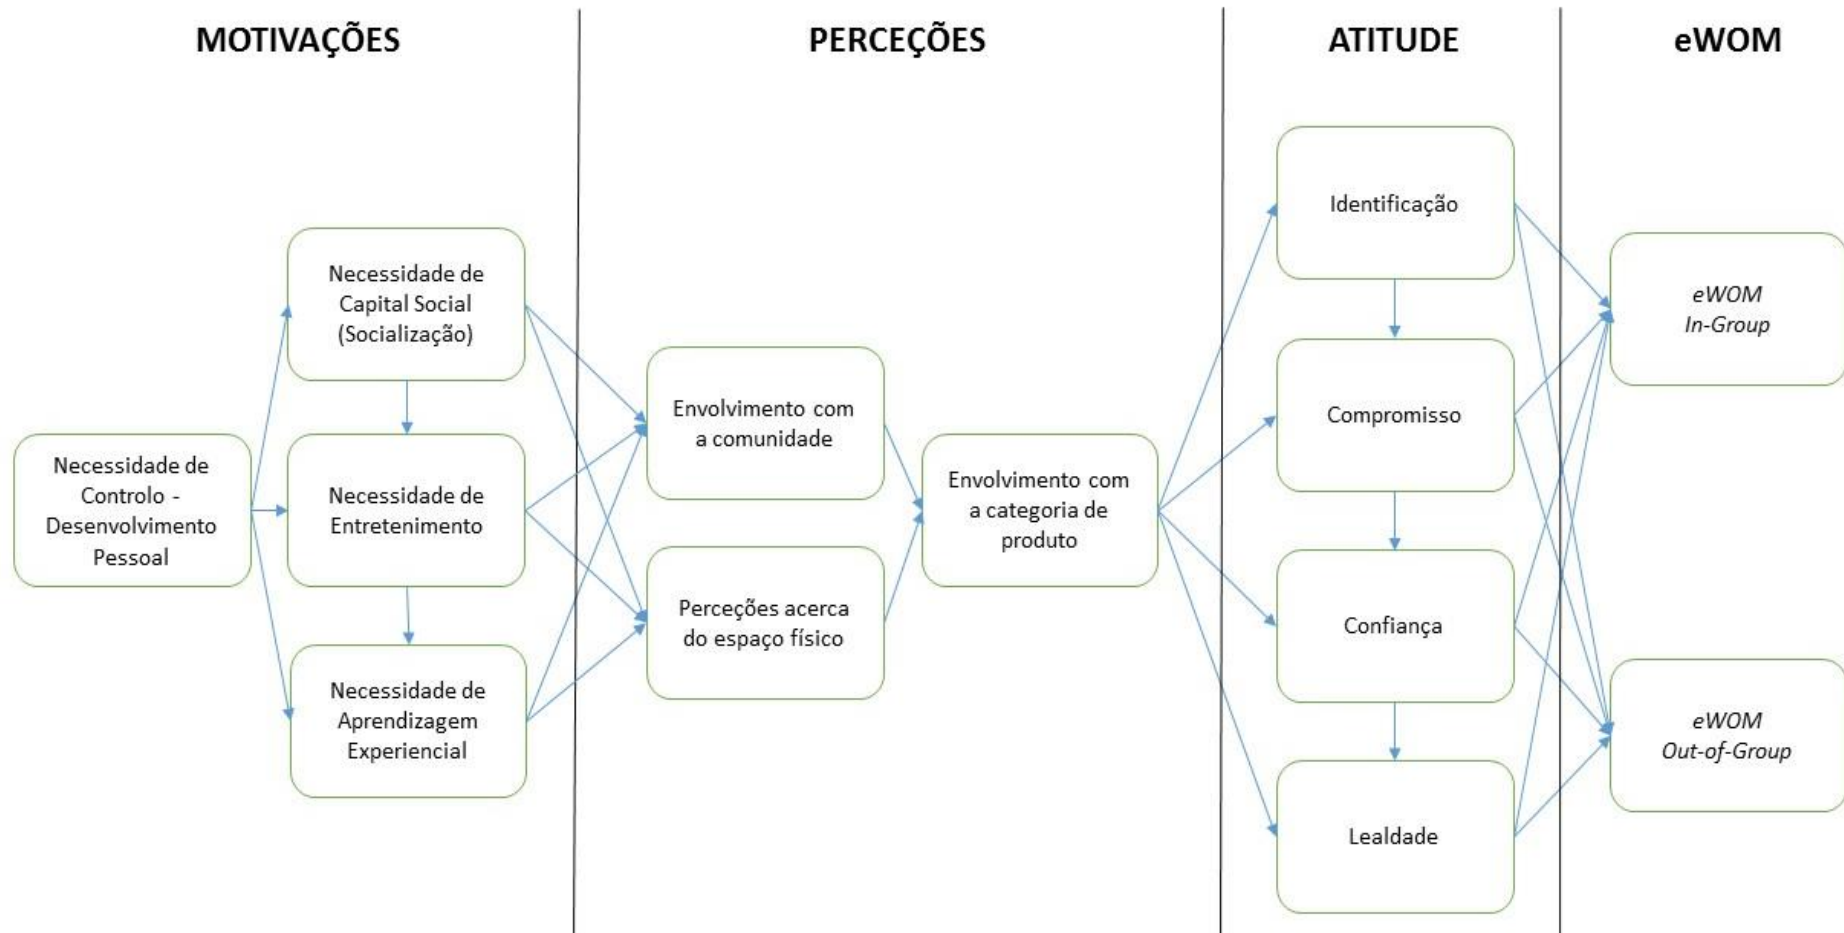 MOTIVAÇÕES
PERCEÇÕES
ATITUDE
eWOM
Necessidade de
Controlo -
Desenvolvimento
Pessoal
Necessidade de
Capital Social
(Socialização)
Necessidade de
Entretenimento
Necessidade de
Aprendizagem
Experiencial
Envolvimento com
a comunidade
Perceções acerca
do espaço físico
Envolvimento com
a categoria de
produto
Identificação
Compromisso
Confiança
Lealdade
eWOM
In-Group
eWOM
Out-of-Group